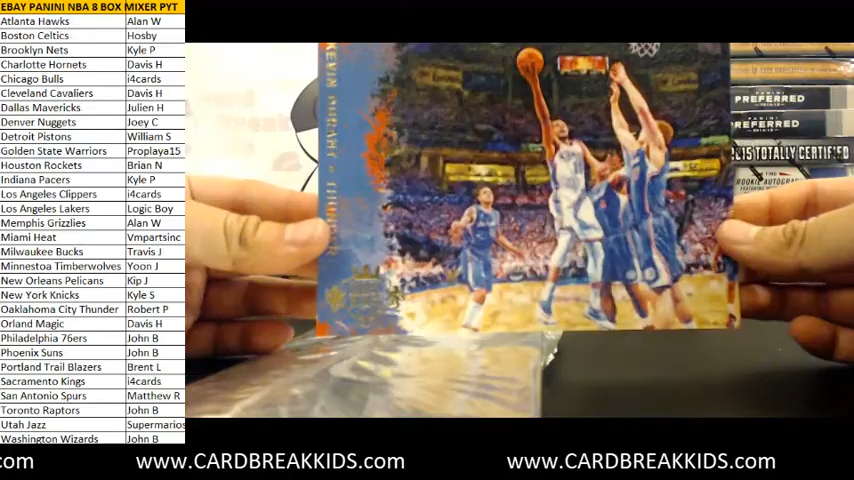 EBAY PANINI NBA 8 BOX MIXER PYT
Atlanta Hawks Alan W
Boston Celtics Hosby
Brooklyn Nets Kyle P
Charlotte Hornets Davis H
Chicago Bulls i4cards
Cleveland Cavaliers Davis H
Dallas Mavericks Julien H
Denver Nuggets Joey C
Detroit Pistons William S
Golden State Warriors Proplaya15
Houston Rockets Brian N
Indiana Pacers Kyle P
Los Angeles Clippers i4cards
Los Angeles Lakers Logic Boy
Memphis Grizzlies Alan W
Miami Heat Vmpartsinc
Milwaukee Bucks Travis J
Minnestoa Timberwolves Yoon J
New Orleans Pelicans Kip J
New York Knicks Kyle S
Oaklahoma City Thunder Robert P
Orland Magic Davis H
Philadelphia 76ers John B
Phoenix Suns John B
Portland Trail Blazers Brent L
Sacramento Kings i4cards
San Antonio Spurs Matthew R
Toronto Raptors John B
Utah Jazz Supermarios
Washington Wizards John B
KEVIN DURANT
THUNDER
PANINI
PREFERRED
PREFERRED
2015 TOTALLY CERTIFIED
ROOKIE AUTOGRAPH
com
www.CARDBREAKKIDS.com
www.CARDBREAKKIDS.com